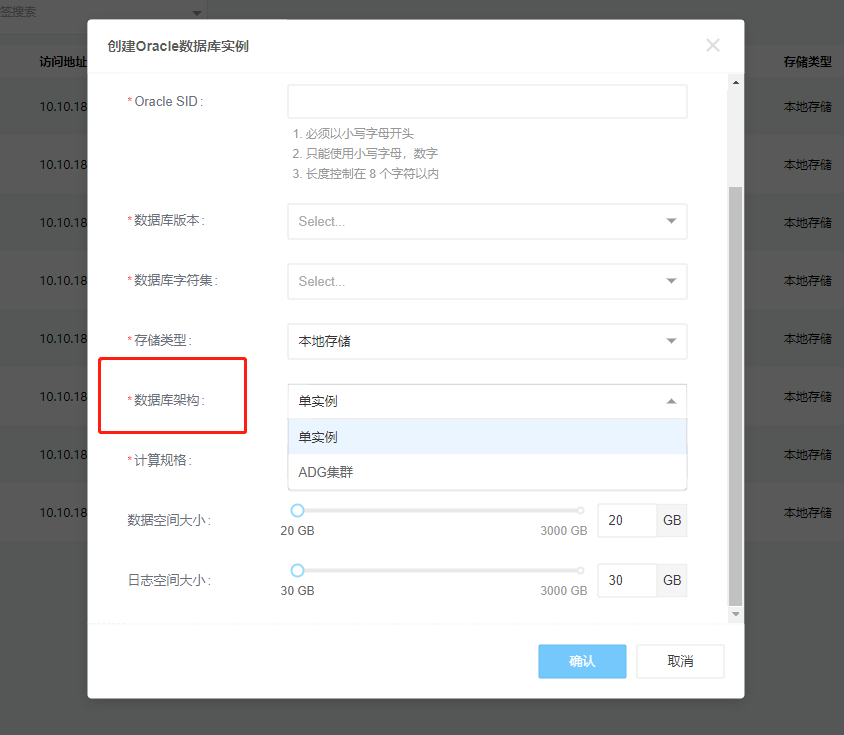 签搜索
创建Oracle数据库实例
访问地址
存储类型
*Oracle SID:
1. 必须以小写字母开头
2. 只能使用小写字母，数字
3. 长度控制在 8 个字符以内
*数据库版本:
Select...
*数据库字符集:
Select...
*存储类型:
本地存储
*数据库架构:
单实例
单实例
ADG集群
*计算规格:
数据空间大小:
20 GB
3000 GB
20
GB
日志空间大小:
30 GB
3000 GB
30
GB
确认
取消
10.10.18
本地存储
10.10.18
本地存储
10.10.18
本地存储
10.10.18
本地存储
10.10.18
本地存储
10.10.18
本地存储
10.10.18
本地存储
10.10.18
本地存储